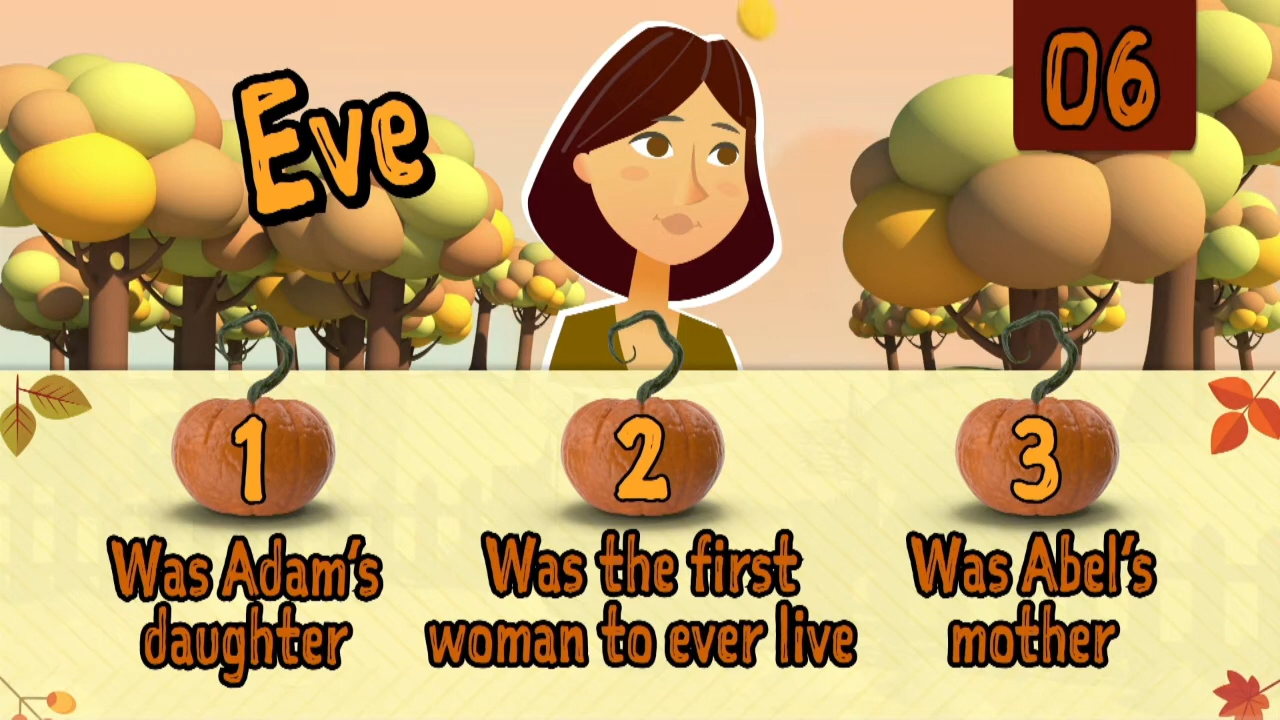 Eve
06
1
2
3
Was Adam's
daughter
Was the first
woman to ever live
Was Abel's
mother